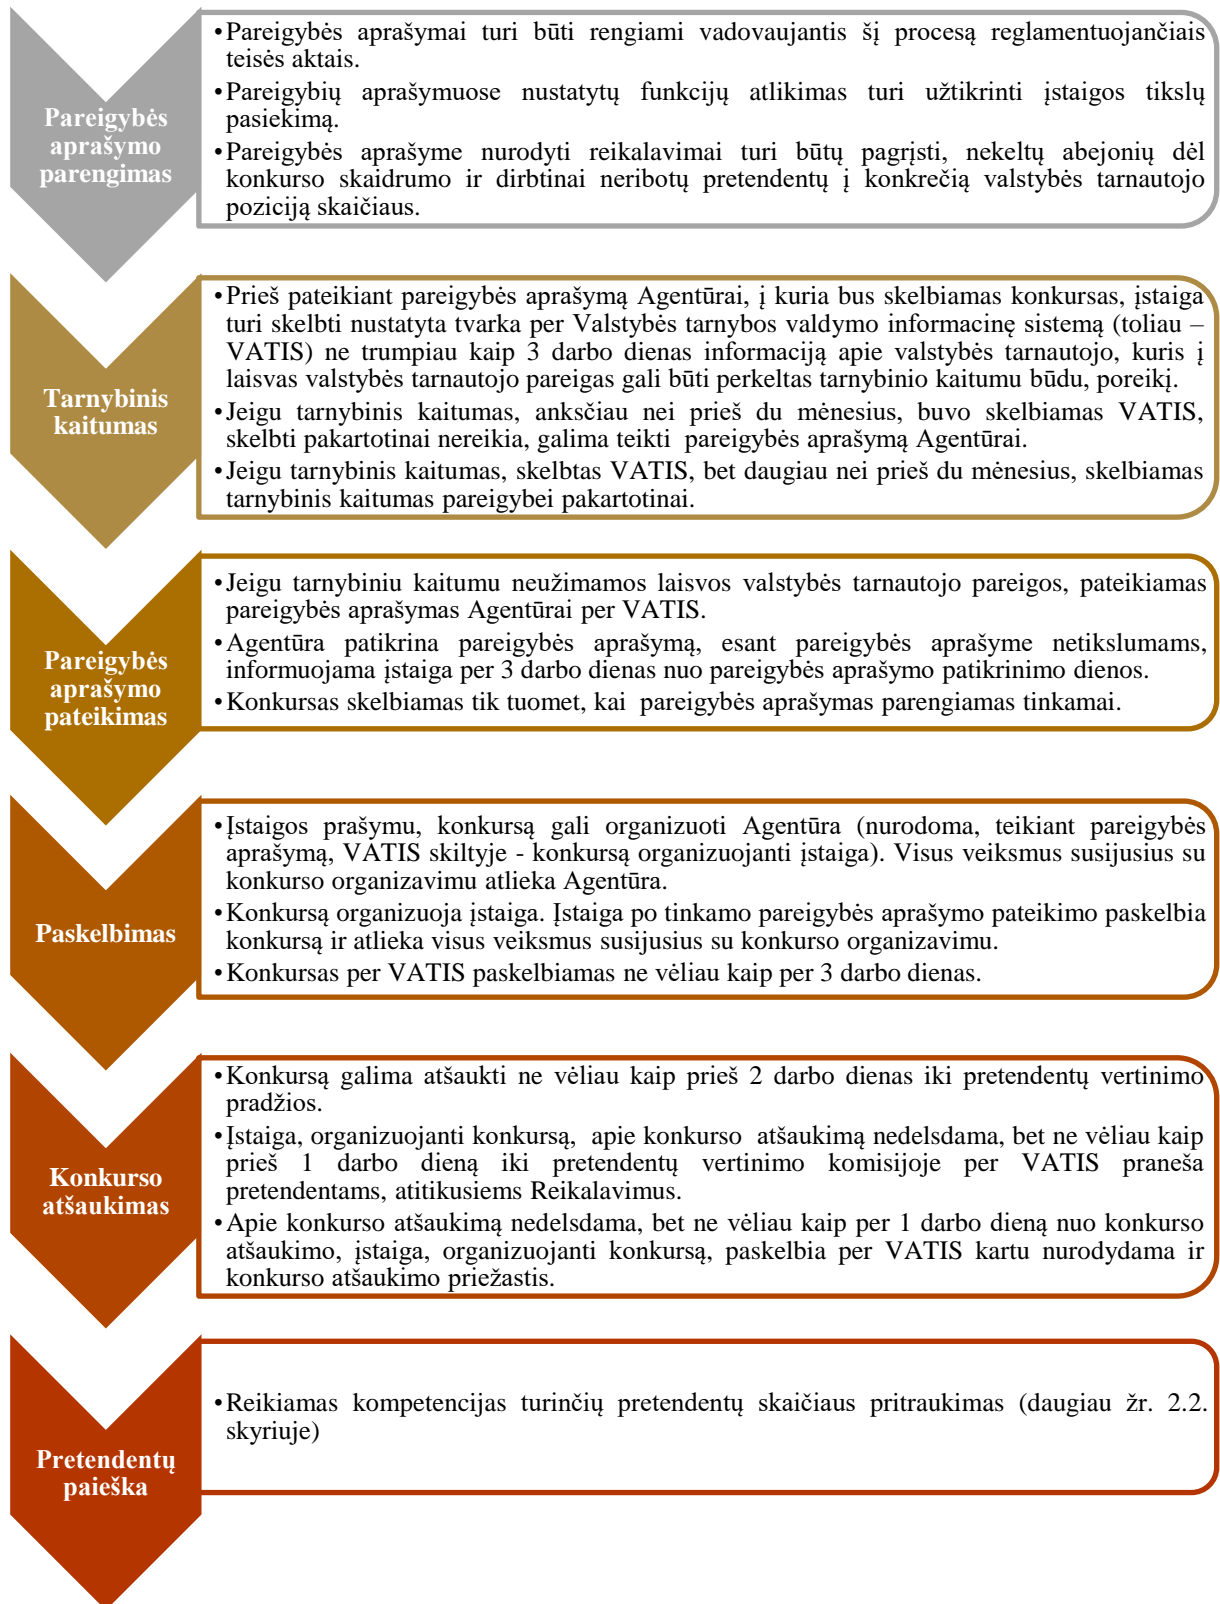 Pareigybės
aprašymo
parengimas
•Pareigybės aprašymai turi būti rengiami vadovaujantis šį procesą reglamentuojančiais
teisės aktais.
•Pareigybių aprašymuose nustatytų funkcijų atlikimas turi užtikrinti įstaigos tikslų
pasiekimą.
•Pareigybės aprašyme nurodyti reikalavimai turi būtų pagrįsti, nekeltų abejonių dėl
konkurso skaidrumo ir dirbtinai neribotų pretendentų į konkrečią valstybės tarnautojo
poziciją skaičiaus.
Tarnybinis
kaitumas
•Prieš pateikiant pareigybės aprašymą Agentūrai, į kuria bus skelbiamas konkursas, įstaiga
turi skelbti nustatyta tvarka per Valstybės tarnybos valdymo informacinę sistemą (toliau –
VATIS) ne trumpiau kaip 3 darbo dienas informaciją apie valstybės tarnautojo, kuris į
laisvas valstybės tarnautojo pareigas gali būti perkeltas tarnybinio kaitumu būdu, poreikį.
•Jeigu tarnybinis kaitumas, anksčiau nei prieš du mėnesius, buvo skelbiamas VATIS,
skelbti pakartotinai nereikia, galima teikti pareigybės aprašymą Agentūrai.
•Jeigu tarnybinis kaitumas, skelbtas VATIS, bet daugiau nei prieš du mėnesius, skelbiamas
tarnybinis kaitumas pareigybei pakartotinai.
Pareigybės
aprašymo
pateikimas
•Jeigu tarnybiniu kaitumu neužimamos laisvos valstybės tarnautojo pareigos, pateikiamas
pareigybės aprašymas Agentūrai per VATIS.
•Agentūra patikrina pareigybės aprašymą, esant pareigybės aprašyme netikslumams,
informuojama įstaiga per 3 darbo dienas nuo pareigybės aprašymo patikrinimo dienos.
•Konkursas skelbiamas tik tuomet, kai pareigybės aprašymas parengiamas tinkamai.
Paskelbimas
•Įstaigos prašymu, konkursą gali organizuoti Agentūra (nurodoma, teikiant pareigybės
aprašymą, VATIS skiltyje - konkursą organizuojanti įstaiga). Visus veiksmus susijusius su
konkurso organizavimu atlieka Agentūra.
•Konkursą organizuoja įstaiga. Įstaiga po tinkamo pareigybės aprašymo pateikimo paskelbia
konkursą ir atlieka visus veiksmus susijusius su konkurso organizavimu.
•Konkursas per VATIS paskelbiamas ne vėliau kaip per 3 darbo dienas.
Konkurso
atšaukimas
•Konkursą galima atšaukti ne vėliau kaip prieš 2 darbo dienas iki pretendentų vertinimo
pradžios.
•Įstaiga, organizuojanti konkursą, apie konkurso atšaukimą nedelsdama, bet ne vėliau kaip
prieš 1 darbo dieną iki pretendentų vertinimo komisijoje per VATIS praneša
pretendentams, atitikusiems Reikalavimus.
•Apie konkurso atšaukimą nedelsdama, bet ne vėliau kaip per 1 darbo dieną nuo konkurso
atšaukimo, įstaiga, organizuojanti konkursą, paskelbia per VATIS kartu nurodydama ir
konkurso atšaukimo priežastis.
Pretendentų
paieška
•Reikiamas kompetencijas turinčių pretendentų skaičiaus pritraukimas (daugiau žr. 2.2.
skyriuje)